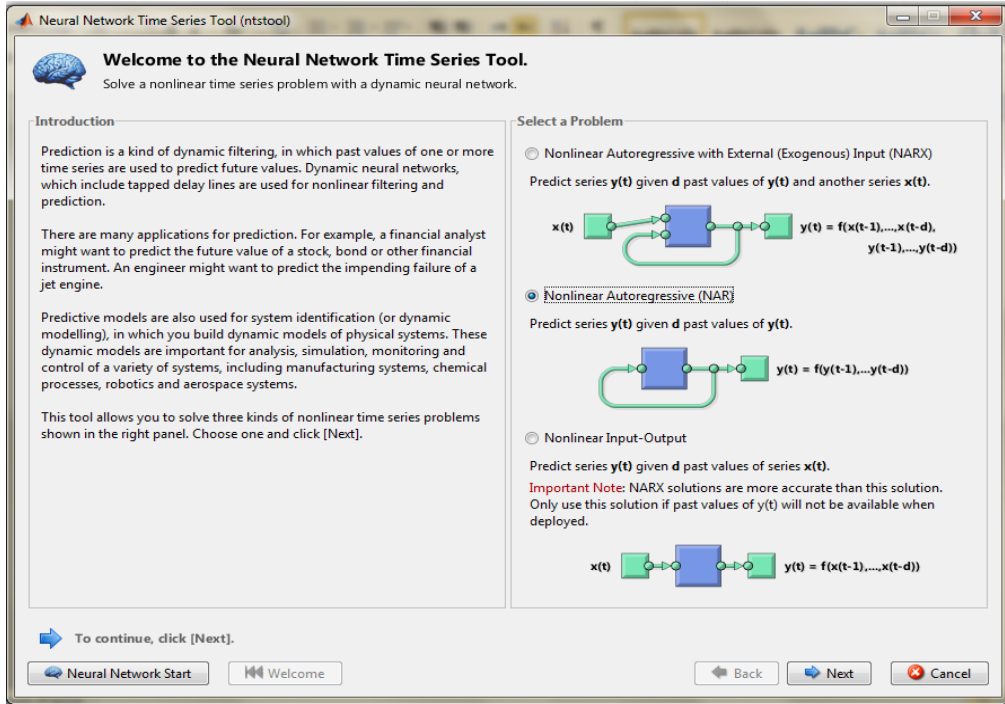 Neural Network Time Series Tool (ntstool)
Welcome to the Neural Network Time Series Tool.
Solve a nonlinear time series problem with a dynamic neural network.
Introduction
Prediction is a kind of dynamic filtering, in which past values of one or more
time series are used to predict future values. Dynamic neural networks,
which include tapped delay lines are used for nonlinear filtering and
prediction.
There are many applications for prediction. For example, a financial analyst
might want to predict the future value of a stock, bond or other financial
instrument. An engineer might want to predict the impending failure of a
jet engine.
Predictive models are also used for system identification (or dynamic
modelling), in which you build dynamic models of physical systems. These
dynamic models are important for analysis, simulation, monitoring and
control of a variety of systems, including manufacturing systems, chemical
processes, robotics and aerospace systems.
This tool allows you to solve three kinds of nonlinear time series problems
shown in the right panel. Choose one and click [Next].
Select a Problem
Nonlinear Autoregressive with External (Exogenous) Input (NARX)
Predict series y(t) given d past values of y(t) and another series x(t).
x(t) y(t) = f(x(t-1),...,x(t-d),
y(t-1),...,y(t-d))
Nonlinear Autoregressive (NAR)
Predict series y(t) given d past values of y(t).
y(t) = f(y(t-1),...y(t-d))
Nonlinear Input-Output
Predict series y(t) given d past values of series x(t).
Important Note: NARX solutions are more accurate than this solution.
Only use this solution if past values of y(t) will not be available when
deployed.
x(t) y(t) = f(x(t-1),...,x(t-d))
To continue, click [Next].
Neural Network Start Welcome Back Next Cancel